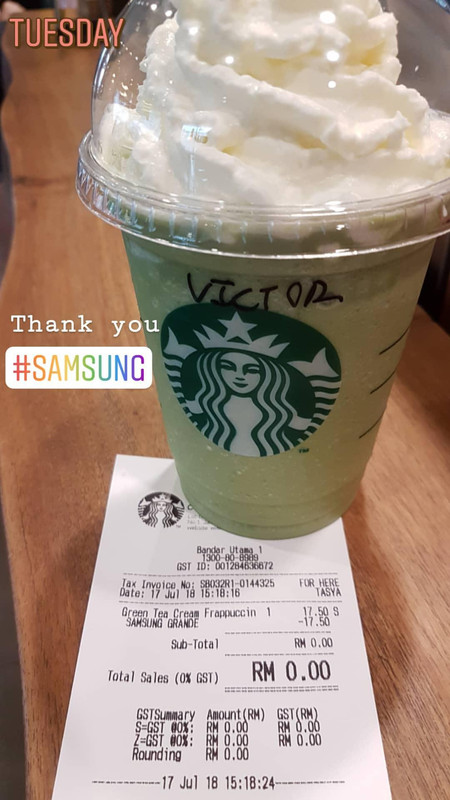 TUESDAY
VICTOR
Thank you
#SAMSUNG
TM
Bandar Utama 1
1300-80-8989
GST ID: 001284636672
Tax Invoice No: SB032R1-0144325 FOR HERE
Date: 17 Jul 18 15:18:16 TASYA
Green Tea Cream Frappuccin 1 17.50 S
SAMSUNG GRANDE -17.50
Sub-Total RM 0.00
Total Sales (0% GST) RM 0.00
GSTSummary Amount(RM) GST(RM)
S=GST @0%: RM 0.00 RM 0.00
Z=GST @0%: RM 0.00 RM 0.00
Rounding RM 0.00
17 Jul 18 15:18:24